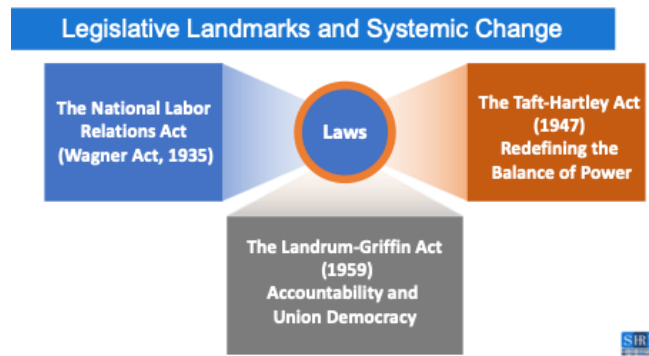 Legislative Landmarks and Systemic Change
The National Labor
Relations Act
(Wagner Act, 1935)
Laws
The Taft-Hartley Act
(1947)
Redefining the
Balance of Power
The Landrum-Griffin Act
(1959)
Accountability and
Union Democracy